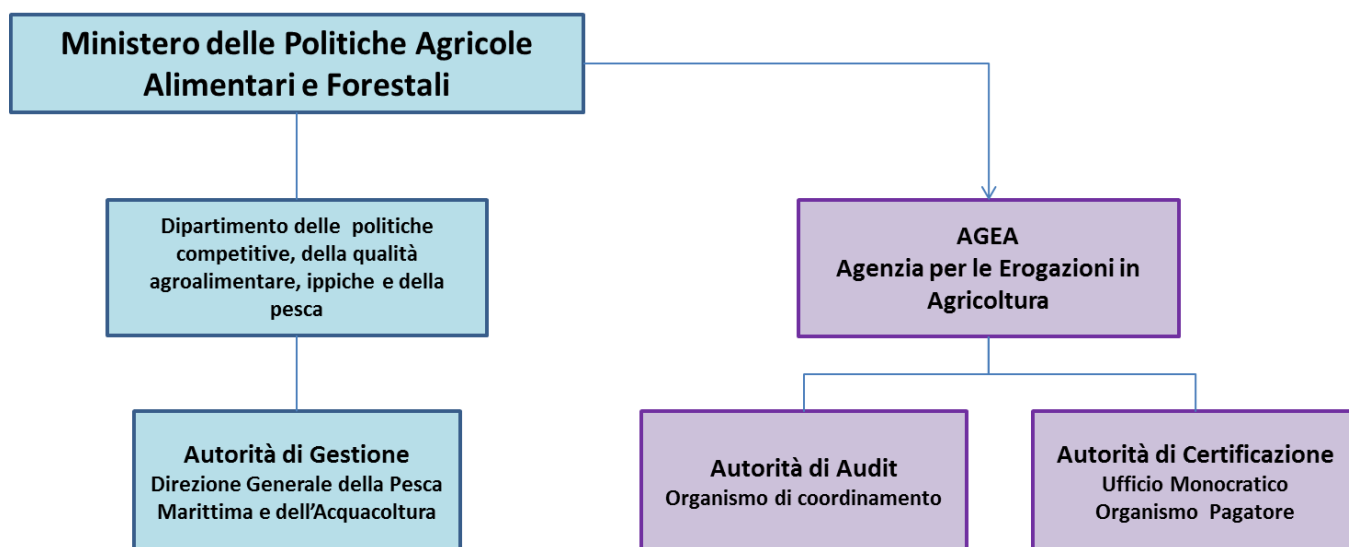 Ministero delle Politiche Agricole
Alimentari e Forestali
Dipartimento delle politiche
competitive, della qualità
agroalimentare, ippiche e della
pesca
AGEA
Agenzia per le Erogazioni in
Agricoltura
Autorità di Gestione
Direzione Generale della Pesca
Marittima e dell’Acquacoltura
Autorità di Audit
Organismo di coordinamento
Autorità di Certificazione
Ufficio Monocratico
Organismo Pagatore